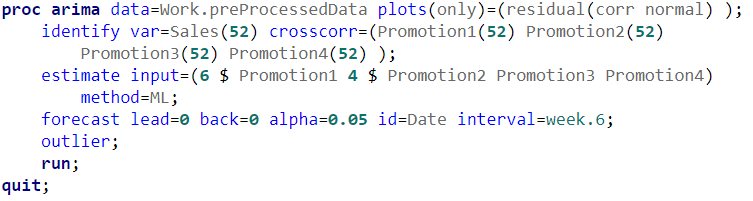 proc arima data=Work.preProcessedData plots(only)=(residual(corr normal) );
identify var=Sales(52) crosscorr=(Promotion1(52) Promotion2(52)
Promotion3(52) Promotion4(52) );
estimate input=(6 $ Promotion1 4 $ Promotion2 Promotion3 Promotion4)
method=ML;
forecast lead=0 back=0 alpha=0.05 id=Date interval=week.6;
outlier;
run;
quit;